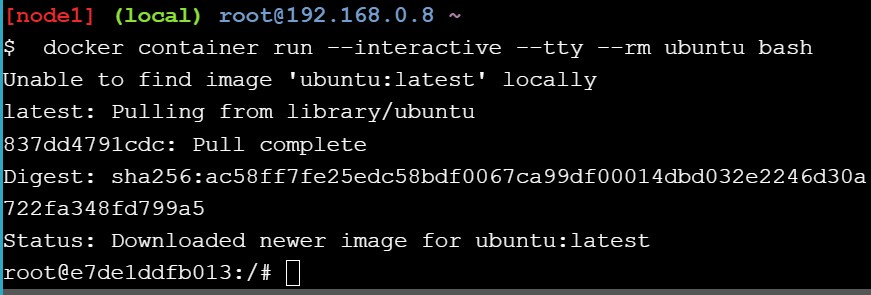 [node1] (local) root@192.168.0.8 ~
$  docker container run --interactive --tty --rm ubuntu bash
Unable to find image 'ubuntu:latest' locally
latest: Pulling from library/ubuntu
837dd4791cdc: Pull complete
Digest: sha256:ac58ff7fe25edc58bdf0067ca99df00014dbd032e2246d30a
722fa348fd799a5
Status: Downloaded newer image for ubuntu:latest
root@e7de1ddfb013:/#